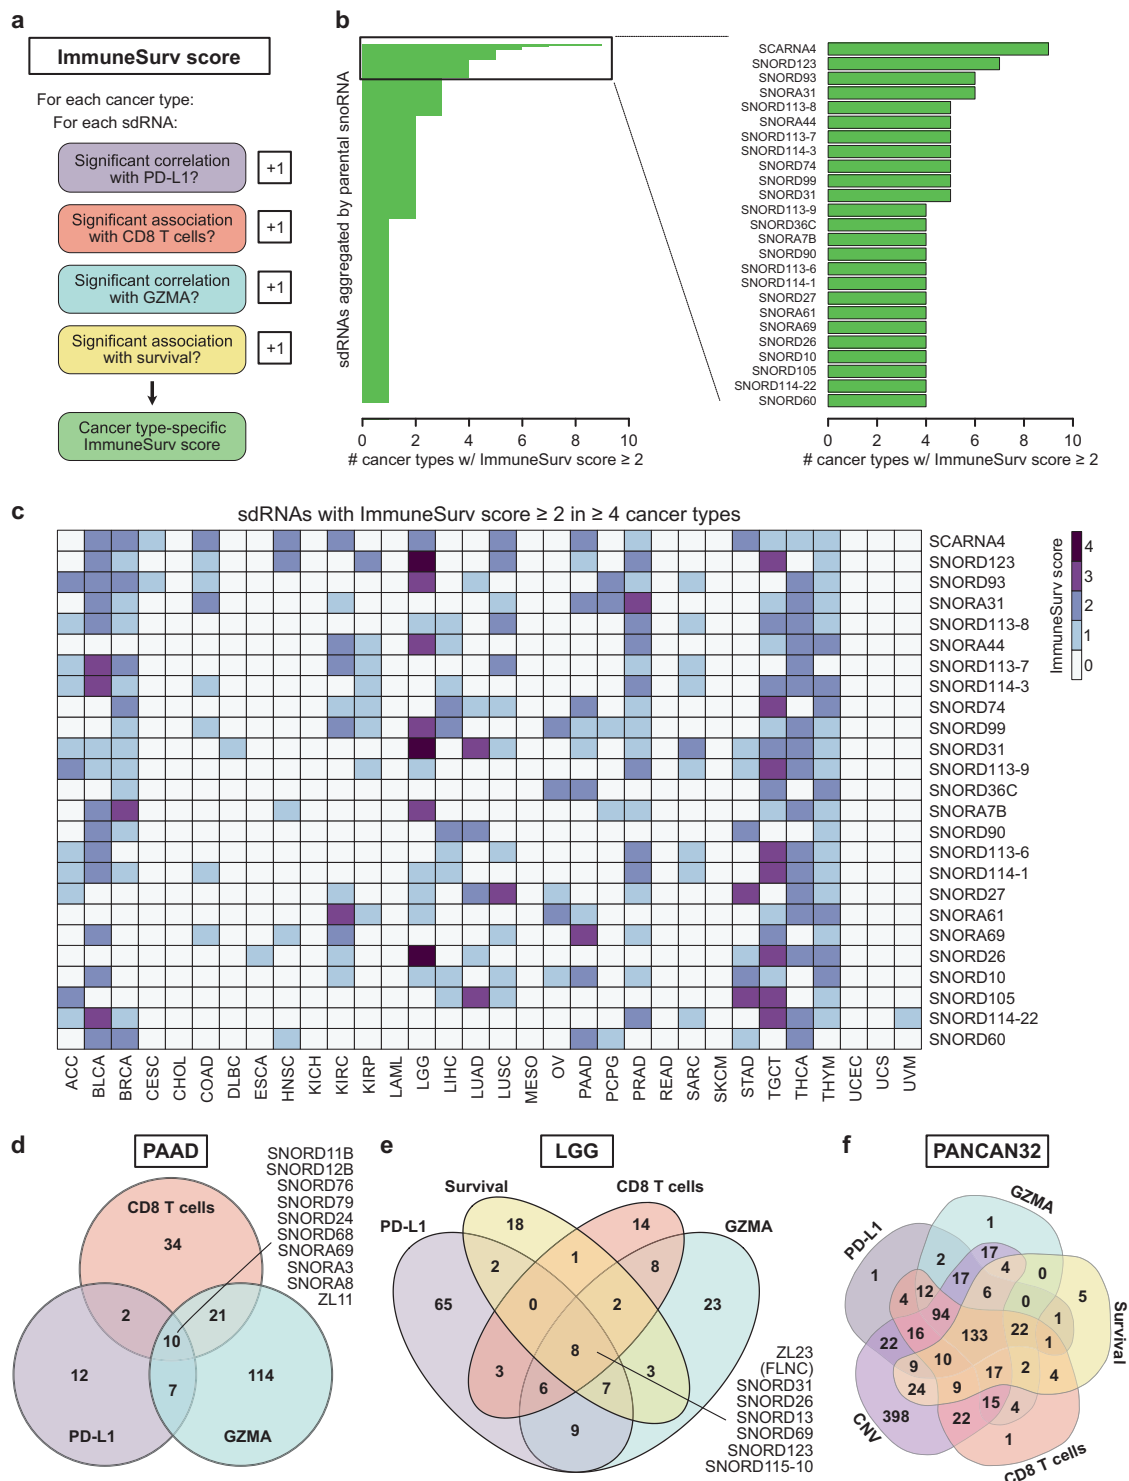 a
ImmuneSurv score
For each cancer type:
For each sdRNA:
Significant correlation
with PD-L1?
+1
Significant association
with CD8 T cells?
+1
Significant correlation
with GZMA?
+1
Significant association
with survival?
+1
Cancer type-specific
ImmuneSurv score
b
sdRNAs aggregated by parental snoRNA
0 2 4 6 8 10
# cancer types w/ ImmuneSurv score ≥ 2
SCARNA4
SNORD123
SNORD93
SNORA31
SNORD113-8
SNORA44
SNORD113-7
SNORD114-3
SNORD74
SNORD99
SNORD31
SNORD113-9
SNORD36C
SNORA7B
SNORD90
SNORD113-6
SNORD114-1
SNORD27
SNORA61
SNORA69
SNORD26
SNORD10
SNORD105
SNORD114-22
SNORD60
0 2 4 6 8 10
# cancer types w/ ImmuneSurv score ≥ 2
c
sdRNAs with ImmuneSurv score ≥ 2 in ≥ 4 cancer types
SCARNA4
SNORD123
SNORD93
SNORA31
SNORD113-8
SNORA44
SNORD113-7
SNORD114-3
SNORD74
SNORD99
SNORD31
SNORD113-9
SNORD36C
SNORA7B
SNORD90
SNORD113-6
SNORD114-1
SNORD27
SNORA61
SNORA69
SNORD26
SNORD10
SNORD105
SNORD114-22
SNORD60
ImmuneSurv score
4
3
2
1
0
ACC BLCA BRCA CESC CHOL COAD DLBC ESCA HNSC KICH KIRC KIRP LAML LGG LIHC LUAD LUSC MESO OV PAAD PCPG PRAD READ SARC SKCM STAD TGCT THCA THYM UCEC UCS UVM
d
PAAD
SNORD11B
SNORD12B
SNORD76
SNORD79
SNORD24
SNORD68
SNORA69
SNORA3
SNORA8
ZL11
CD8 T cells
34
2
21
10
12
7
114
PD-L1
GZMA
e
LGG
Survival
CD8 T cells
PD-L1
GZMA
18
14
2
1
8
65
0
2
23
8
3
3
6
7
9
ZL23
(FLNC)
SNORD31
SNORD26
SNORD13
SNORD69
SNORD123
SNORD115-10
f
PANCAN32
GZMA
PD-L1
Survival
CNV
CD8 T cells
1
17
2
4
0
1
17
5
4
12
6
0
1
94
22
16
133
22
1
9
10
17
2
4
24
9
15
4
398
22
1